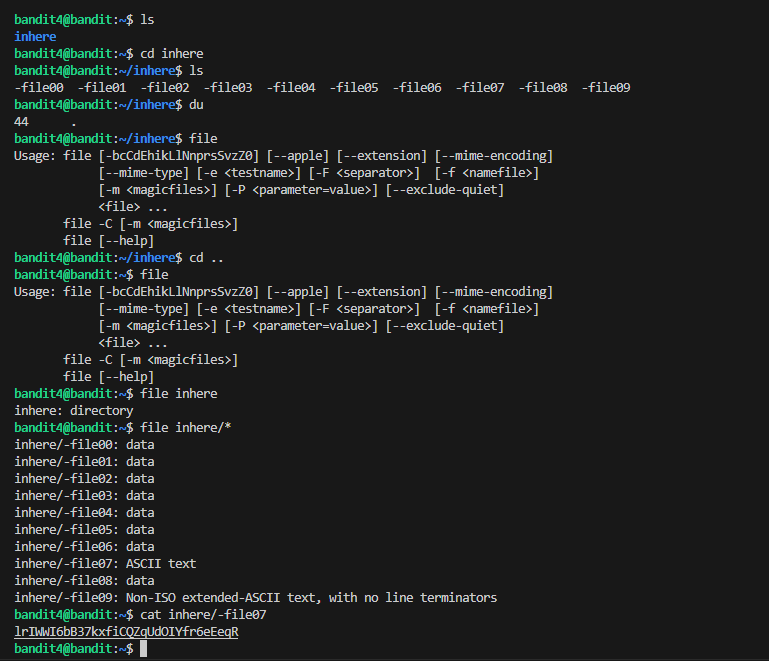 bandit4@bandit:~$ ls
inhere
bandit4@bandit:~$ cd inhere
bandit4@bandit:~/inhere$ ls
-file00  -file01  -file02  -file03  -file04  -file05  -file06  -file07  -file08  -file09
bandit4@bandit:~/inhere$ du
44      .
bandit4@bandit:~/inhere$ file
Usage: file [-bcCdEhikLlNnprsSvzZ0] [--apple] [--extension] [--mime-encoding]
            [--mime-type] [-e <testname>] [-F <separator>]  [-f <namefile>]
            [-m <magicfiles>] [-P <parameter=value>] [--exclude-quiet]
            <file> ...
       file -C [-m <magicfiles>]
       file [--help]
bandit4@bandit:~/inhere$ cd ..
bandit4@bandit:~$ file
Usage: file [-bcCdEhikLlNnprsSvzZ0] [--apple] [--extension] [--mime-encoding]
            [--mime-type] [-e <testname>] [-F <separator>]  [-f <namefile>]
            [-m <magicfiles>] [-P <parameter=value>] [--exclude-quiet]
            <file> ...
       file -C [-m <magicfiles>]
       file [--help]
bandit4@bandit:~$ file inhere
inhere: directory
bandit4@bandit:~$ file inhere/*
inhere/-file00: data
inhere/-file01: data
inhere/-file02: data
inhere/-file03: data
inhere/-file04: data
inhere/-file05: data
inhere/-file06: data
inhere/-file07: ASCII text
inhere/-file08: data
inhere/-file09: Non-ISO extended-ASCII text, with no line terminators
bandit4@bandit:~$ cat inhere/-file07
lrIWWI6bB37kxfiCQZqUdOIYfr6eEeqR
bandit4@bandit:~$